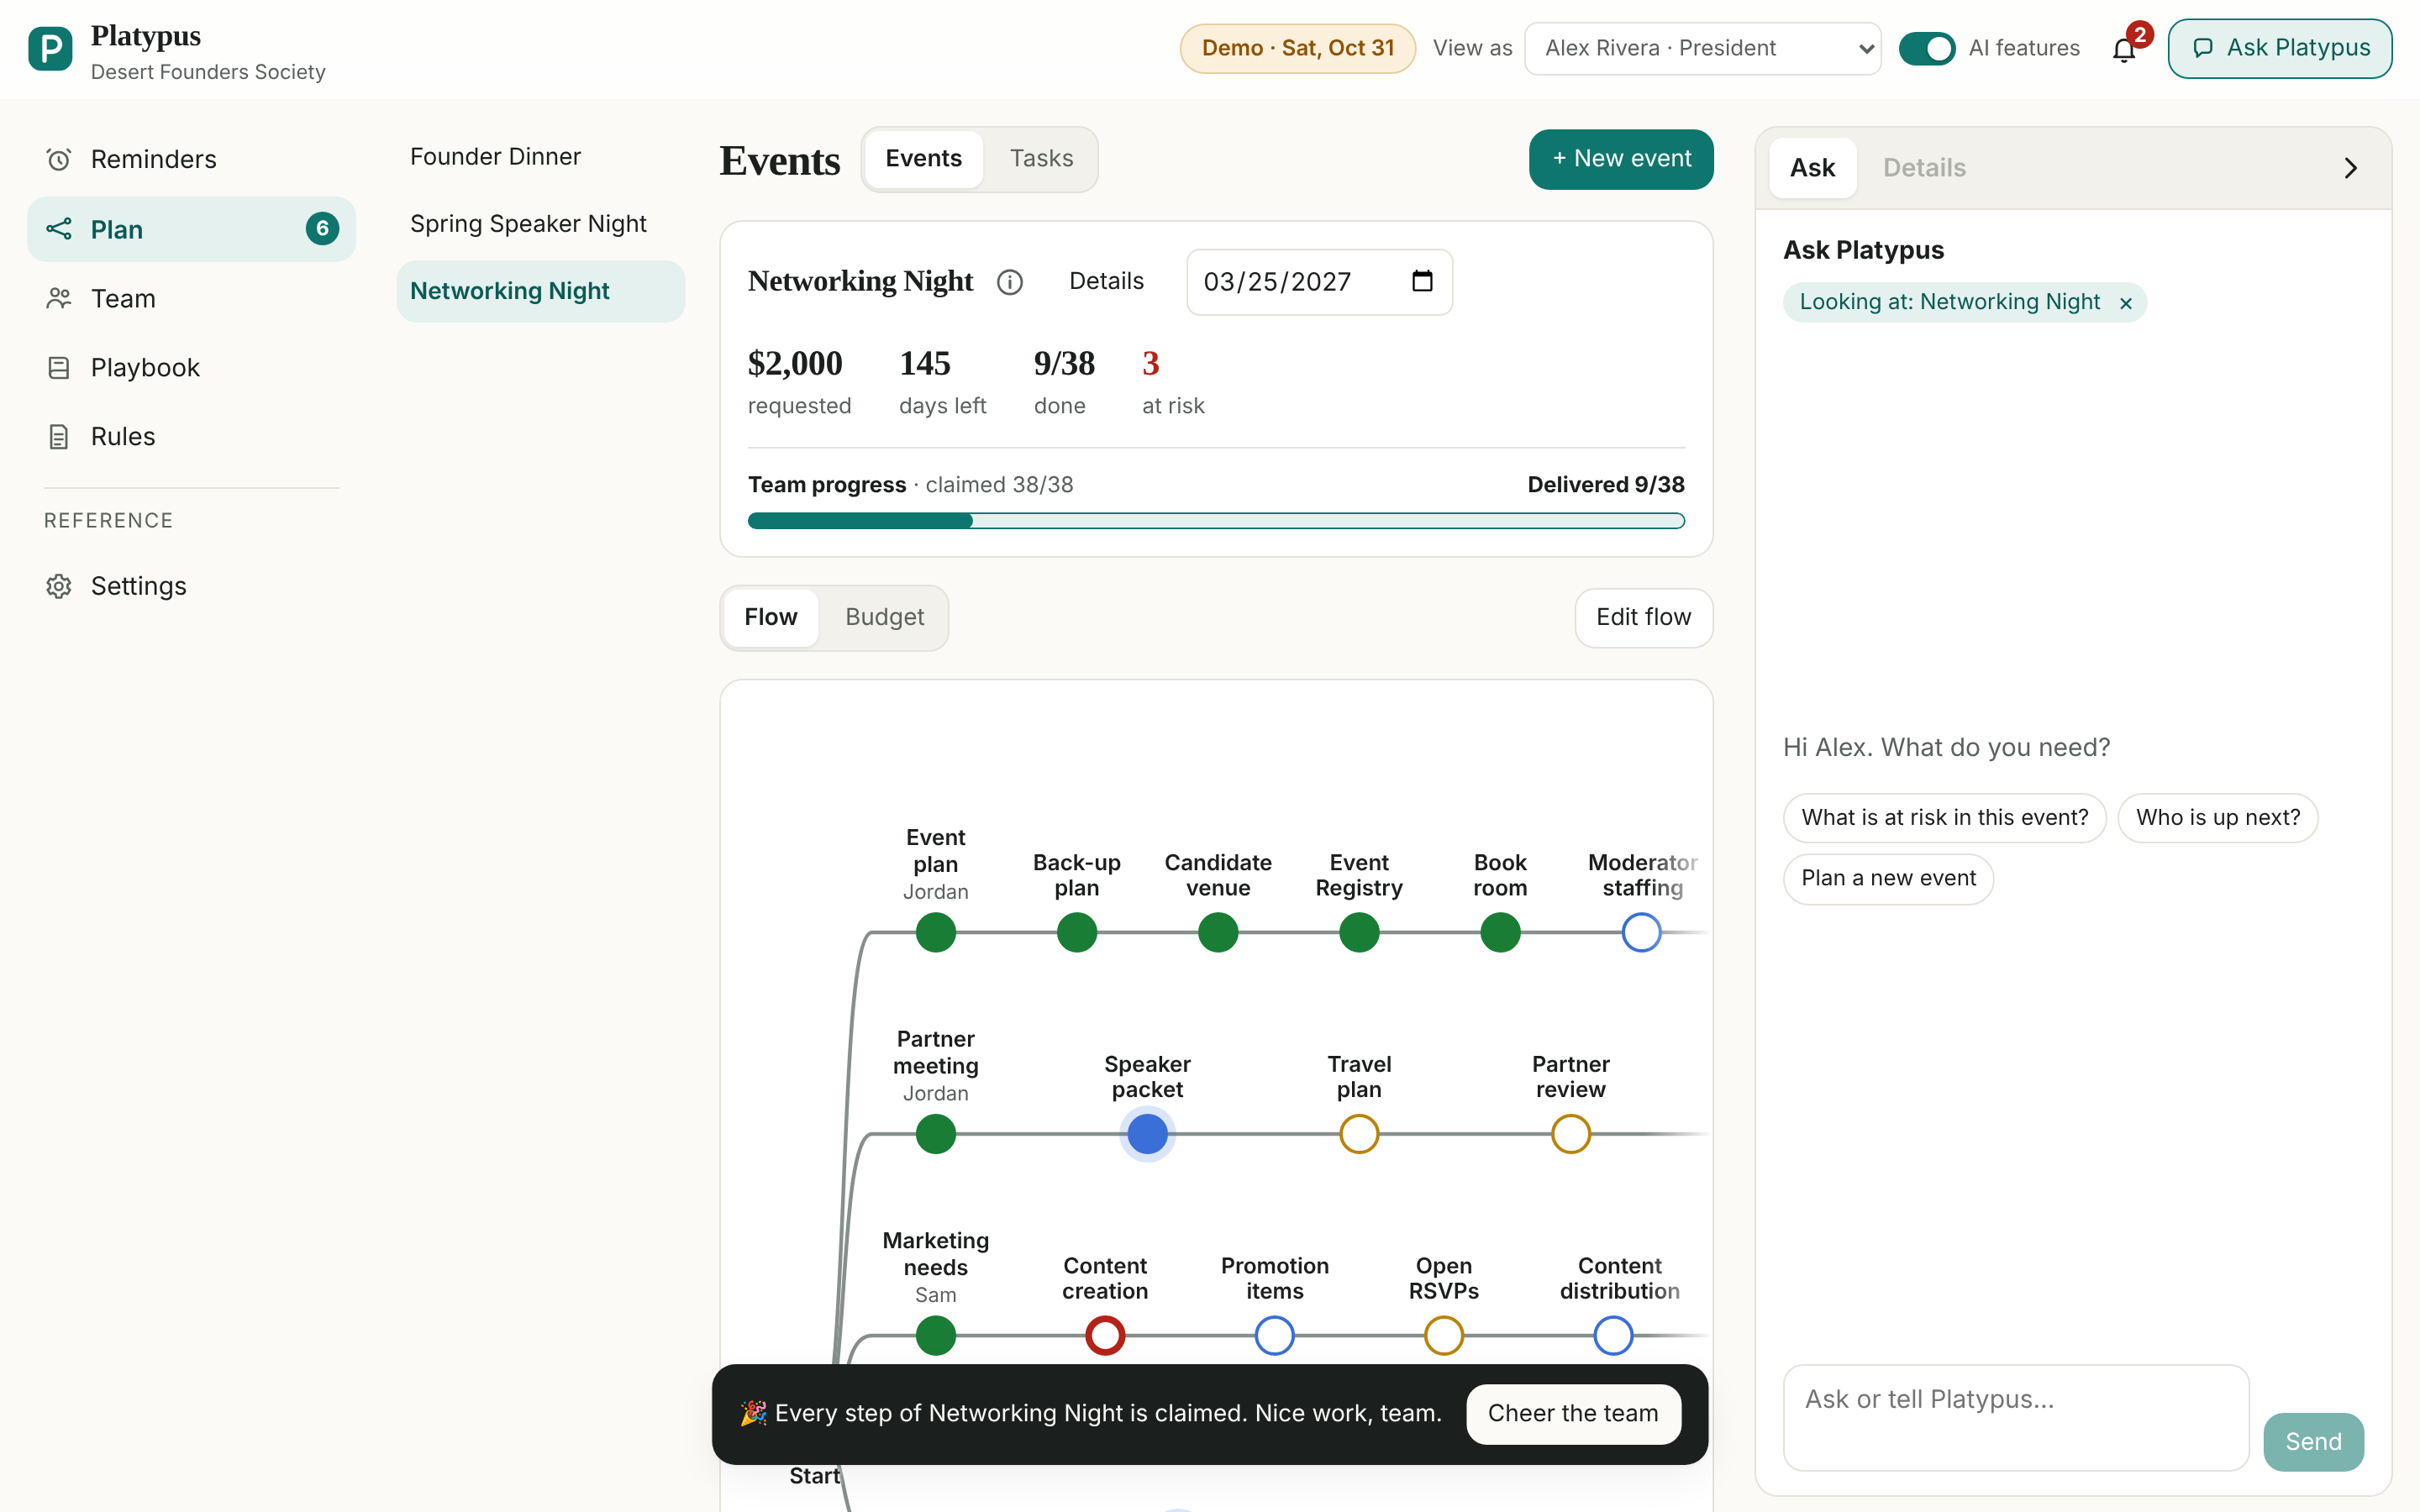 P
Platypus
Desert Founders Society
Demo · Sat, Oct 31
View as
Alex Rivera · President
AI features
2
Ask Platypus
Reminders
Plan
6
Team
Playbook
Rules
REFERENCE
Settings
Founder Dinner
Spring Speaker Night
Networking Night
Events
Events
Tasks
+ New event
Networking Night
Details
03/25/2027
$2,000
requested
145
days left
9/38
done
3
at risk
Team progress · claimed 38/38
Delivered 9/38
Flow
Budget
Edit flow
Event
plan
Jordan
Back-up
plan
Candidate
venue
Event
Registry
Book
room
Moderator
staffing
Partner
meeting
Jordan
Speaker
packet
Travel
plan
Partner
review
Marketing
needs
Sam
Content
creation
Promotion
items
Open
RSVPs
Content
distribution
🎉 Every step of Networking Night is claimed. Nice work, team.
Cheer the team
Start
Ask
Details
Ask Platypus
Looking at: Networking Night ×
Hi Alex. What do you need?
What is at risk in this event?
Who is up next?
Plan a new event
Ask or tell Platypus...
Send